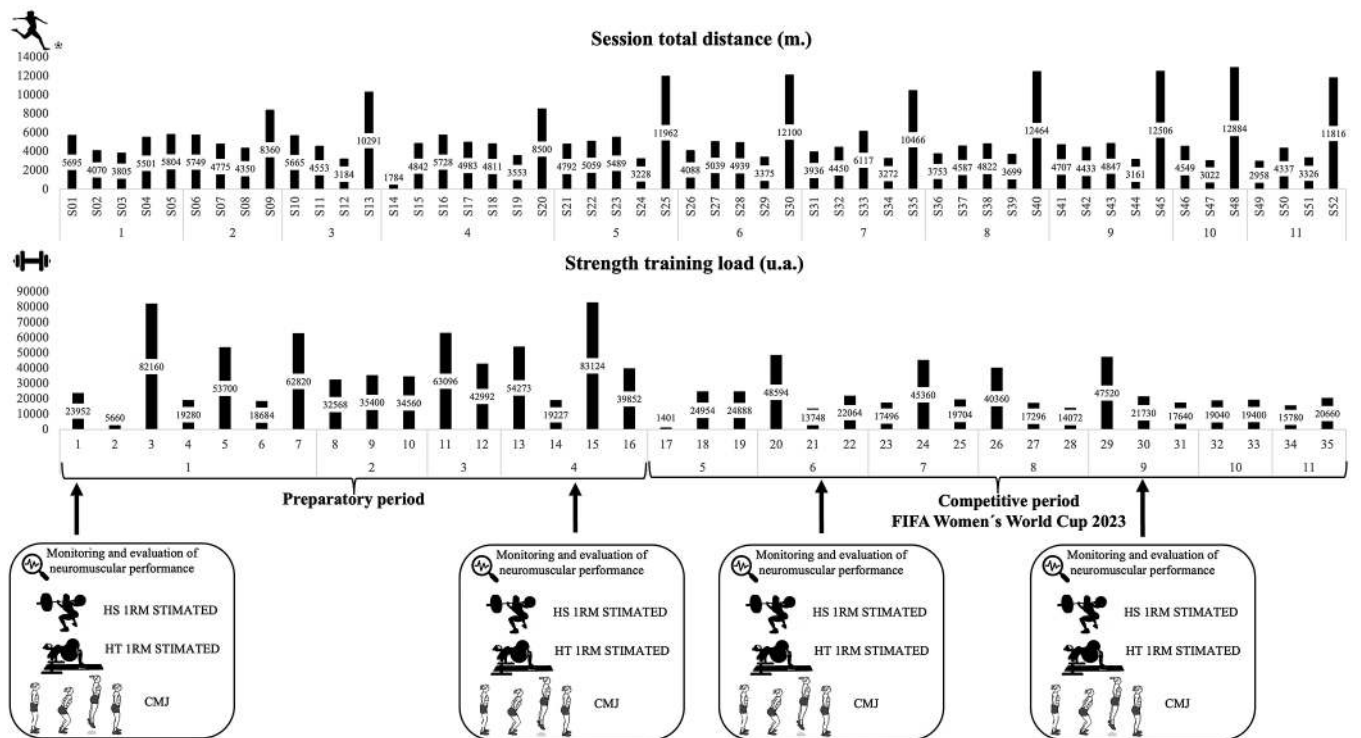 *
Session total distance (m.)
14000
12000
10000
8000
6000
4000
2000
0
5695 4070 3805 5501 5804 5749 4775 4350 8360 5665 4553 3184 10291 1784 4842 5728 4983 4811 3553 8500 4792 5059 5489 3228 11962 4088 5039 4939 3375 12100 3936 4450 6117 3272 10466 3753 4587 4822 3699 12464 4707 4433 4847 3161 12506 4549 3022 12884 2958 4337 3326 11816
S01 S02 S03 S04 S05 S06 S07 S08 S09 S10 S11 S12 S13 S14 S15 S16 S17 S18 S19 S20 S21 S22 S23 S24 S25 S26 S27 S28 S29 S30 S31 S32 S33 S34 S35 S36 S37 S38 S39 S40 S41 S42 S43 S44 S45 S46 S47 S48 S49 S50 S51 S52
1 2 3 4 5 6 7 8 9 10 11
Strength training load (u.a.)
90000
80000
70000
60000
50000
40000
30000
20000
10000
0
23952 5660 82160 19280 53700 18684 62820 32568 35400 34560 63096 42992 54273 19227 83124 39852 1401 24954 24888 48594 13748 22064 17496 45360 19704 40360 17296 14072 47520 21730 17640 19040 19400 15780 20660
1 2 3 4 5 6 7 8 9 10 11 12 13 14 15 16 17 18 19 20 21 22 23 24 25 26 27 28 29 30 31 32 33 34 35
1 2 3 4 5 6 7 8 9 10 11
Preparatory period
Competitive period
FIFA Women´s World Cup 2023
Monitoring and evaluation of
neuromuscular performance
HS 1RM STIMATED
HT 1RM STIMATED
CMJ
Monitoring and evaluation of
neuromuscular performance
HS 1RM STIMATED
HT 1RM STIMATED
CMJ
Monitoring and evaluation of
neuromuscular performance
HS 1RM STIMATED
HT 1RM STIMATED
CMJ
Monitoring and evaluation of
neuromuscular performance
HS 1RM STIMATED
HT 1RM STIMATED
CMJ